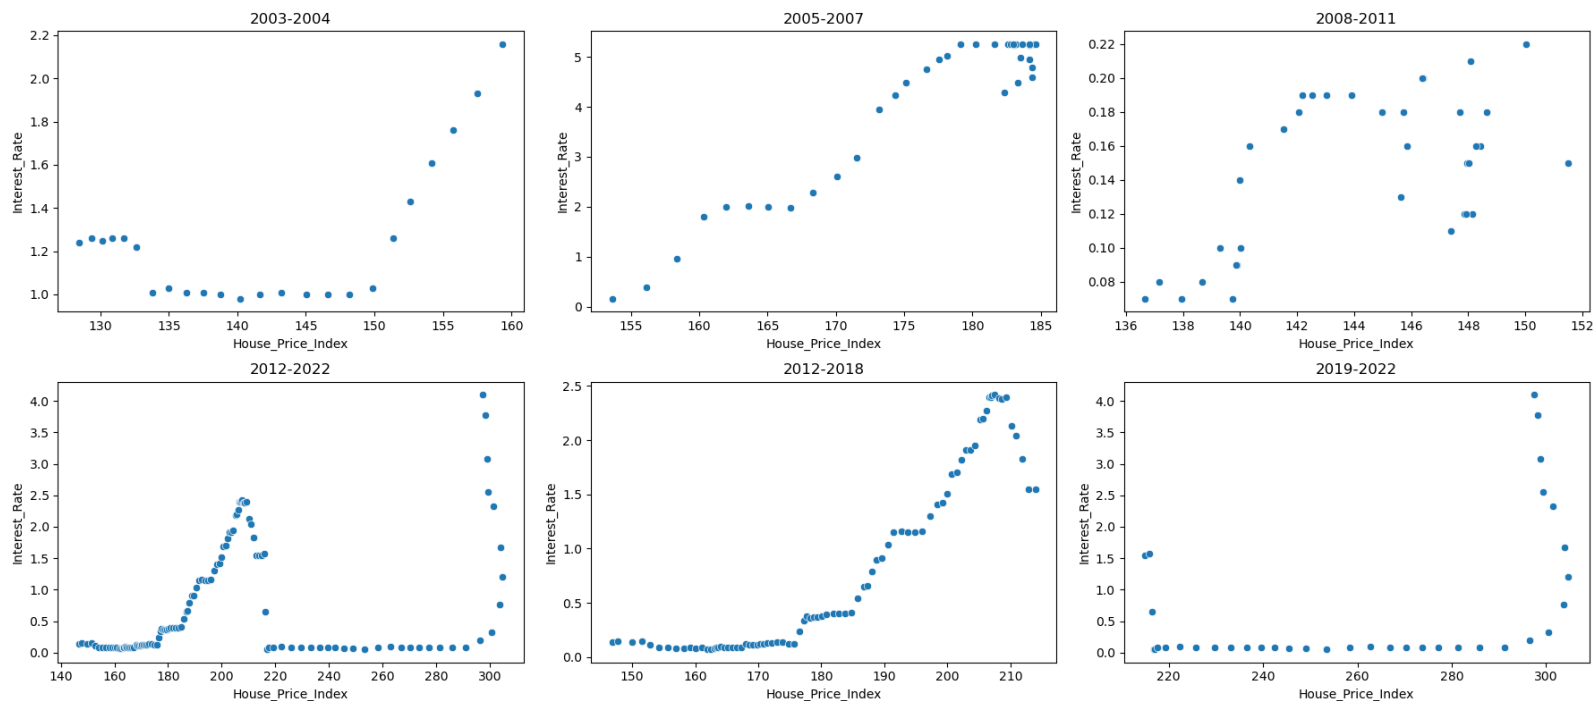 2003-2004
2.2
2.0
1.8
1.6
1.4
1.2
1.0
Interest_Rate
130 135 140 145 150 155 160
House_Price_Index
2005-2007
5
4
3
2
1
0
Interest_Rate
155 160 165 170 175 180 185
House_Price_Index
2008-2011
0.22
0.20
0.18
0.16
0.14
0.12
0.10
0.08
Interest_Rate
136 138 140 142 144 146 148 150 152
House_Price_Index
2012-2022
4.0
3.5
3.0
2.5
2.0
1.5
1.0
0.5
0.0
Interest_Rate
140 160 180 200 220 240 260 280 300
House_Price_Index
2012-2018
2.5
2.0
1.5
1.0
0.5
0.0
Interest_Rate
150 160 170 180 190 200 210
House_Price_Index
2019-2022
4.0
3.5
3.0
2.5
2.0
1.5
1.0
0.5
0.0
Interest_Rate
220 240 260 280 300
House_Price_Index